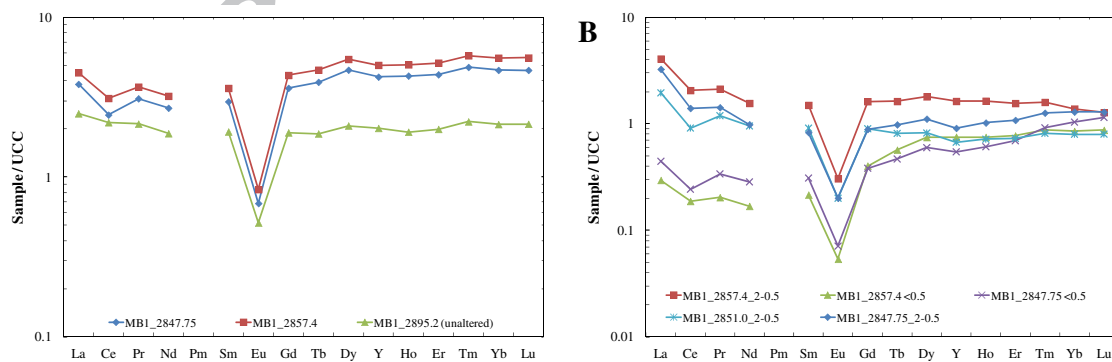 10
1
0.1
Sample/UCC
MB1_2847.75 MB1_2857.4 MB1_2895.2 (unaltered)
La Ce Pr Nd Pm Sm Eu Gd Tb Dy Y Ho Er Tm Yb Lu
B
10
1
0.1
0.01
Sample/UCC
MB1_2857.4_2-0.5 MB1_2857.4<0.5 MB1_2847.75<0.5
MB1_2851.0_2-0.5 MB1_2847.75_2-0.5
La Ce Pr Nd Pm Sm Eu Gd Tb Dy Y Ho Er Tm Yb Lu